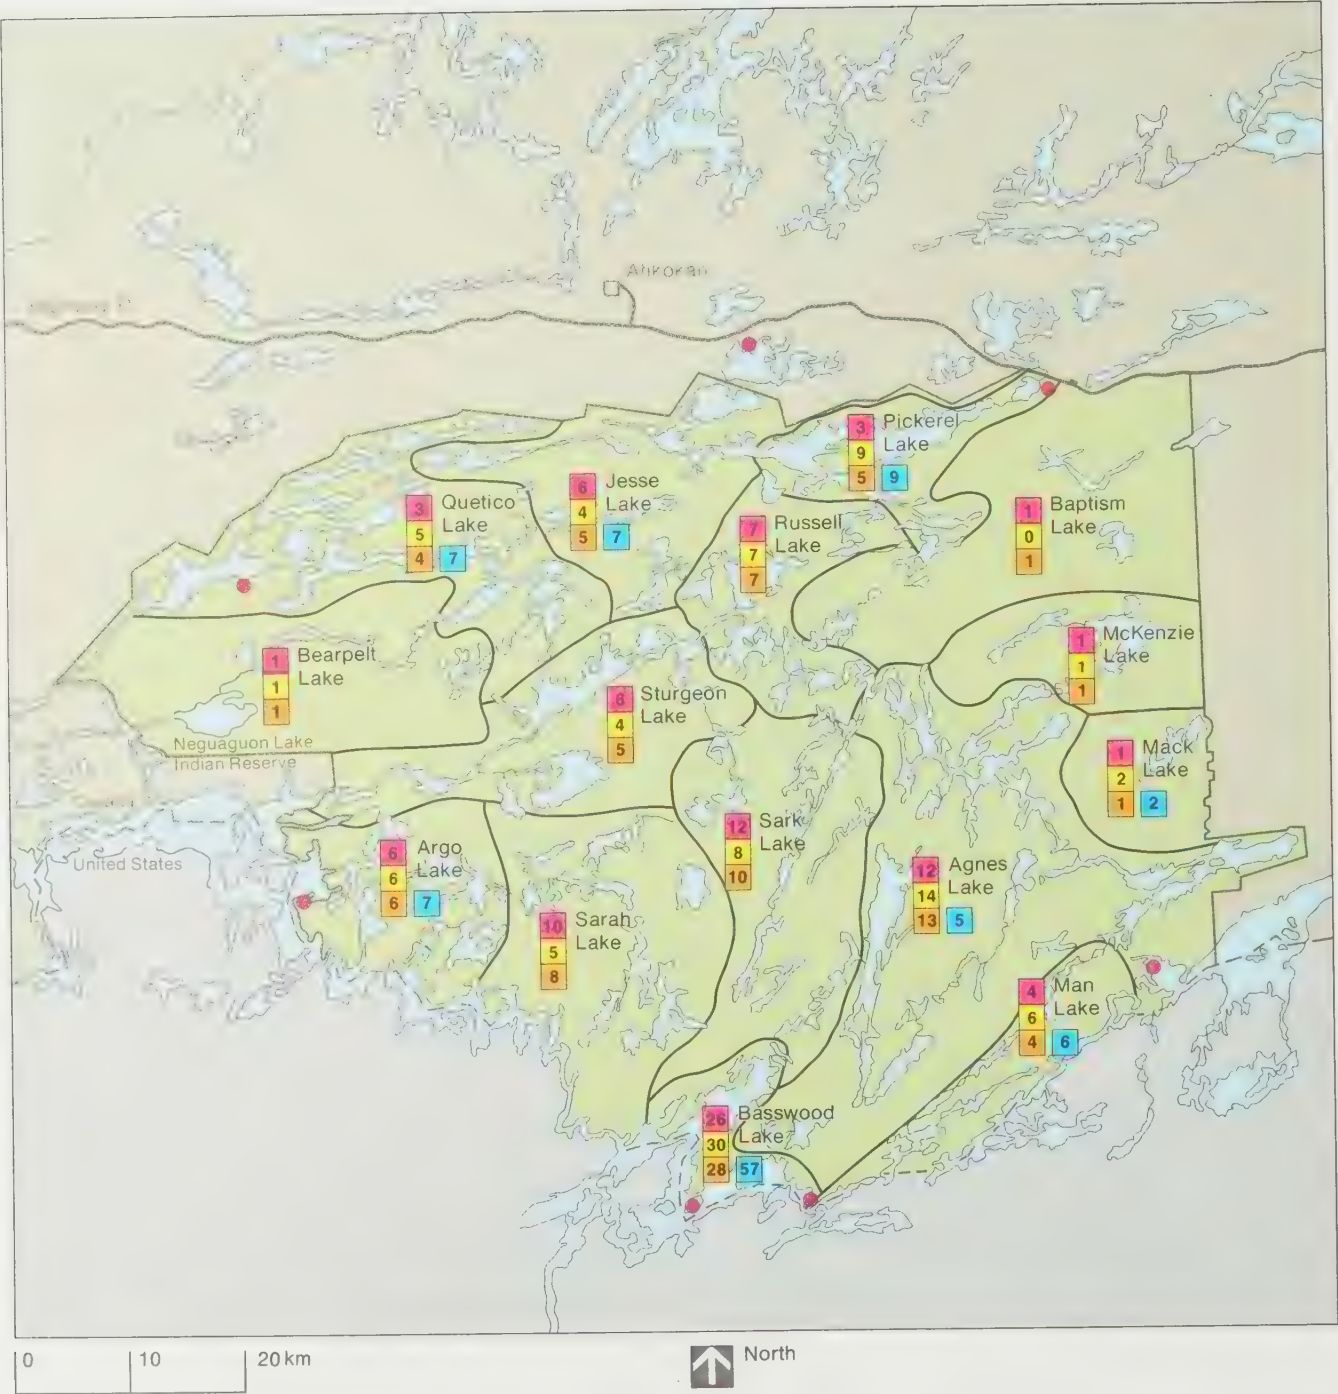 Atikokan
3 Pickerel
Lake
9
5 9
6 Jesse
Lake
4
5 7
3 Quetico
Lake
5
4 7
7 Russell
Lake
7
7
1 Baptism
Lake
0
1
1 McKenzie
Lake
1
1
1 Bearpelt
Lake
1
1
Neguaguon Lake
Indian Reserve
6 Sturgeon
Lake
4
5
1 Mack
Lake
2
1 2
12 Sark
Lake
8
10
United States
6 Argo
Lake
6
6 7
12 Agnes
Lake
14
13 5
10 Sarah
Lake
5
8
4 Man
Lake
6
4 6
26 Basswood
Lake
30
28 57
0 10 20 km
North